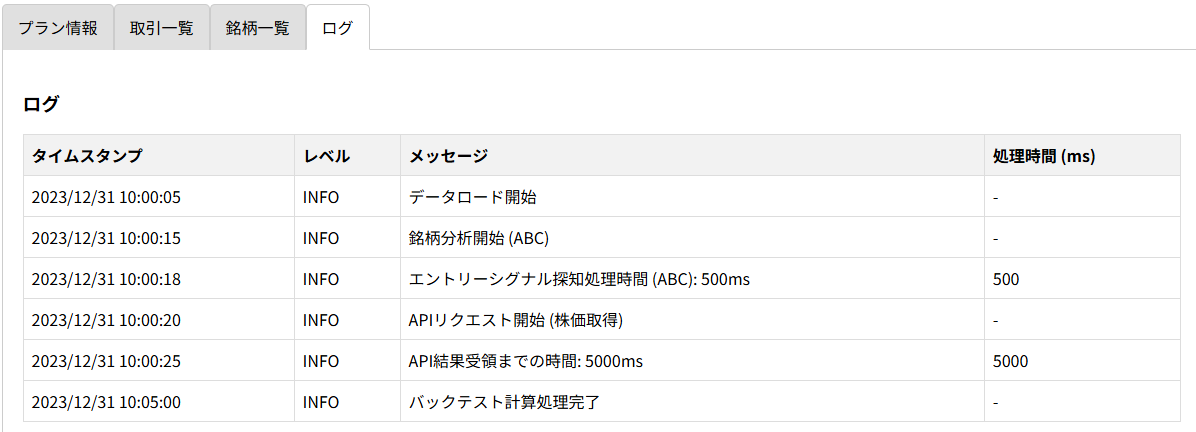 プラン情報 取引一覧 銘柄一覧 ログ
ログ
タイムスタンプ レベル メッセージ 処理時間 (ms)
2023/12/31 10:00:05 INFO データロード開始 -
2023/12/31 10:00:15 INFO 銘柄分析開始 (ABC) -
2023/12/31 10:00:18 INFO エントリーシグナル探知処理時間 (ABC): 500ms 500
2023/12/31 10:00:20 INFO APIリクエスト開始 (株価取得) -
2023/12/31 10:00:25 INFO API結果受領までの時間: 5000ms 5000
2023/12/31 10:05:00 INFO バックテスト計算処理完了 -